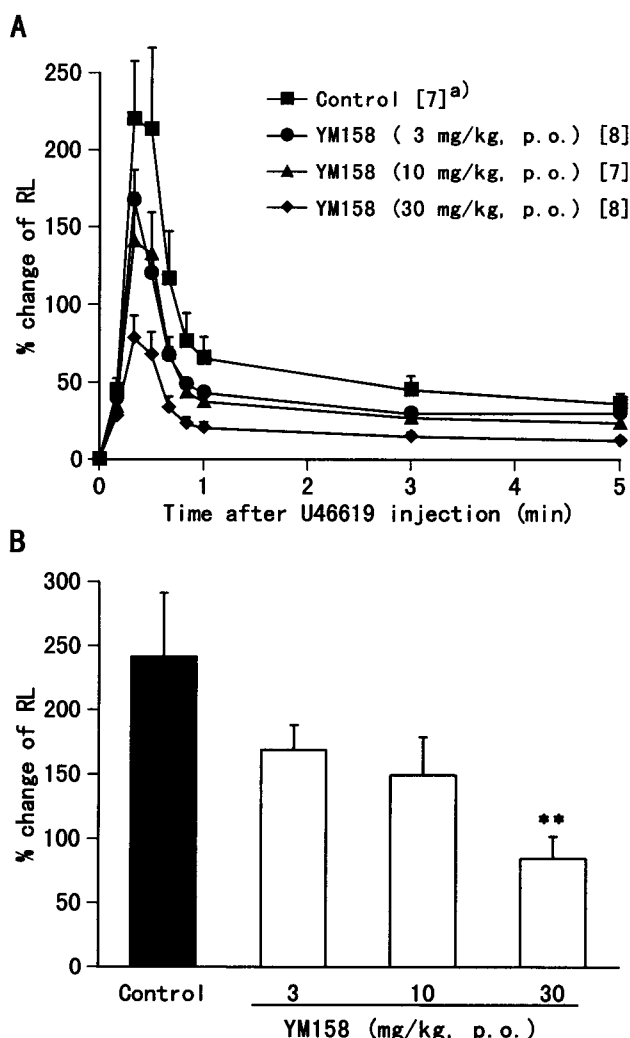 A
% change of RL
250
200
150
100
50
0
Control [7]a)
YM158 ( 3 mg/kg, p.o.) [8]
YM158 (10 mg/kg, p.o.) [7]
YM158 (30 mg/kg, p.o.) [8]
0 1 2 3 4 5
Time after U46619 injection (min)
B
% change of RL
300
250
200
150
100
50
0
**
Control 3 10 30
YM158 (mg/kg, p.o.)